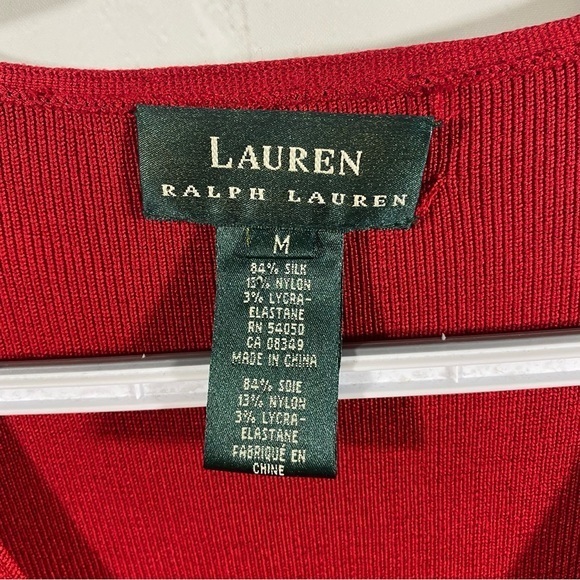 LAUREN
RALPH LAUREN
M
84% SILK
13% NYLON
3% LYCRA-
ELASTANE
RN 54050
CA 08349
MADE IN CHINA
84% SOIE
13% NYLON
3% LYCRA-
ELASTANE
FABRIQUÉ EN
CHINE